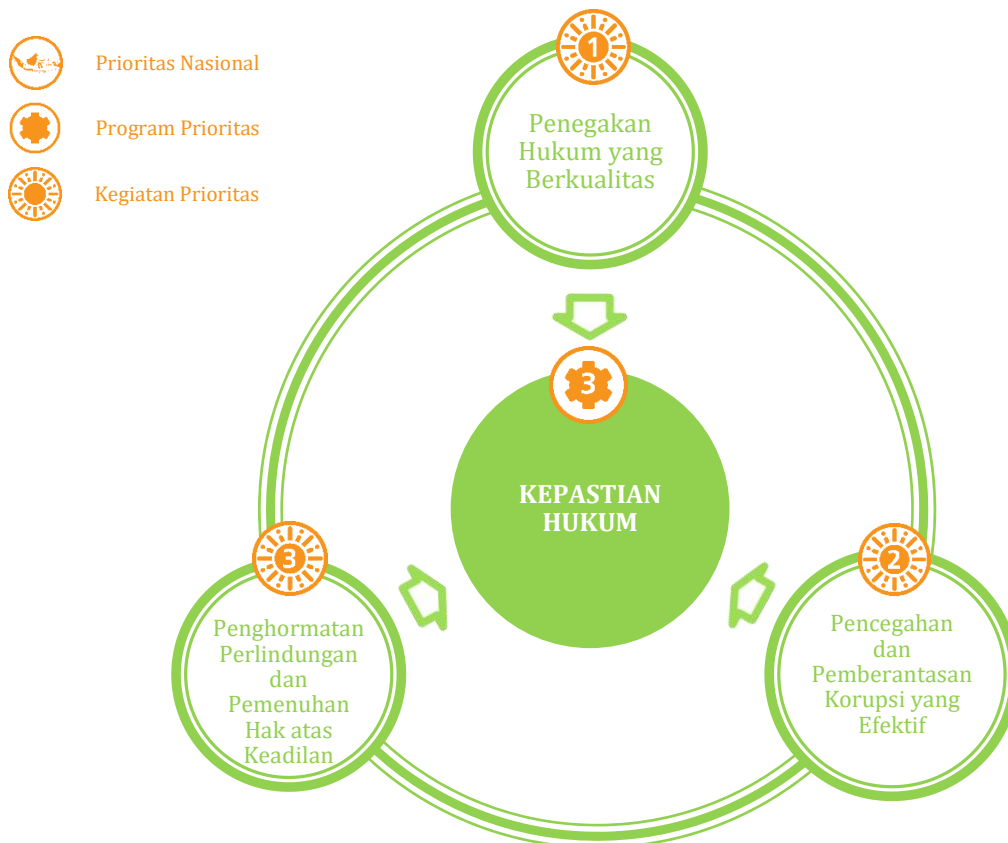 Prioritas Nasional
Program Prioritas
Kegiatan Prioritas
1
Penegakan
Hukum yang
Berkualitas
3
KEPASTIAN
HUKUM
3
Penghormatan
Perlindungan
dan
Pemenuhan
Hak atas
Keadilan
2
Pencegahan
dan
Pemberantasan
Korupsi yang
Efektif